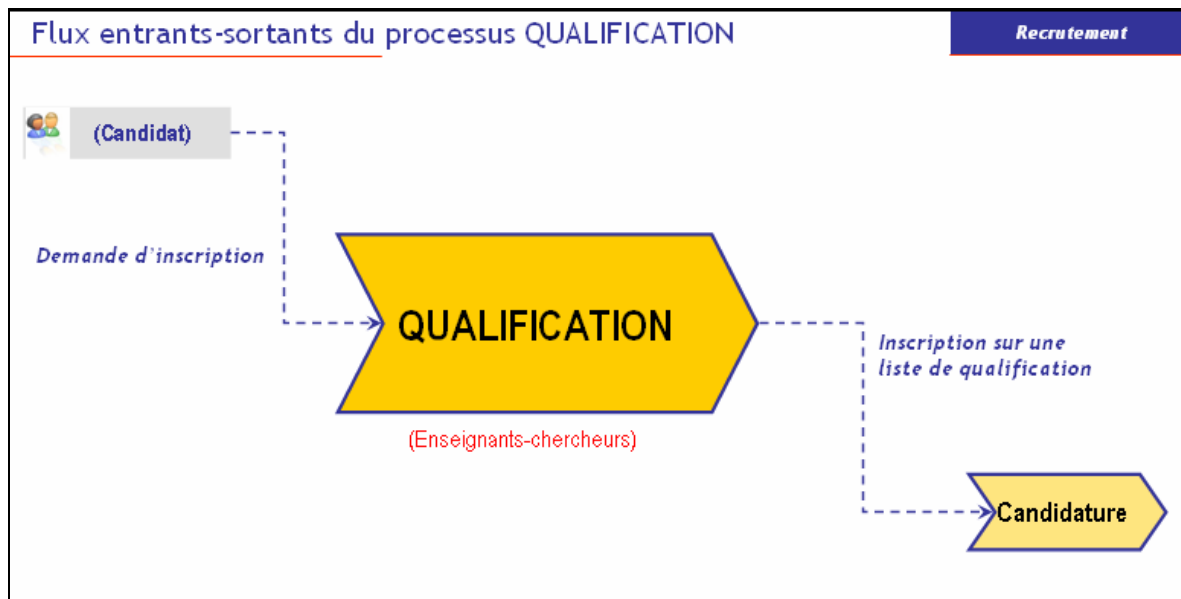 Flux entrants-sortants du processus QUALIFICATION
Recrutement
(Candidat)
Demande d'inscription
QUALIFICATION
(Enseignants-chercheurs)
Inscription sur une
liste de qualification
Candidature